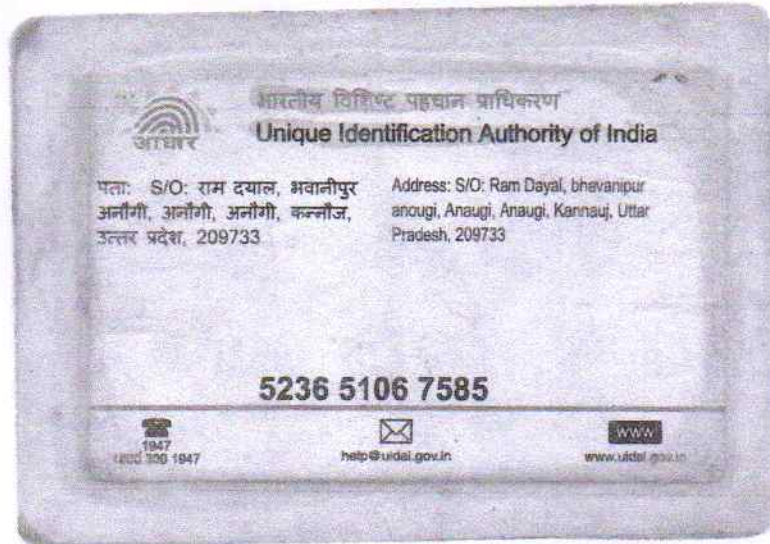 भारतीय विशिष्ट पहचान प्राधिकरण
Unique Identification Authority of India
आधार
पता: S/O: राम दयाल, भवानीपुर
अनौगी, अनौगी, अनौगी, कन्नौज,
उत्तर प्रदेश, 209733
Address: S/O: Ram Dayal, bhavanipur
anougi, Anaugi, Anaugi, Kannauj, Uttar
Pradesh, 209733
5236 5106 7585
1947
300 1947
help@uidai.gov.in
www
www.uidai.gov.in